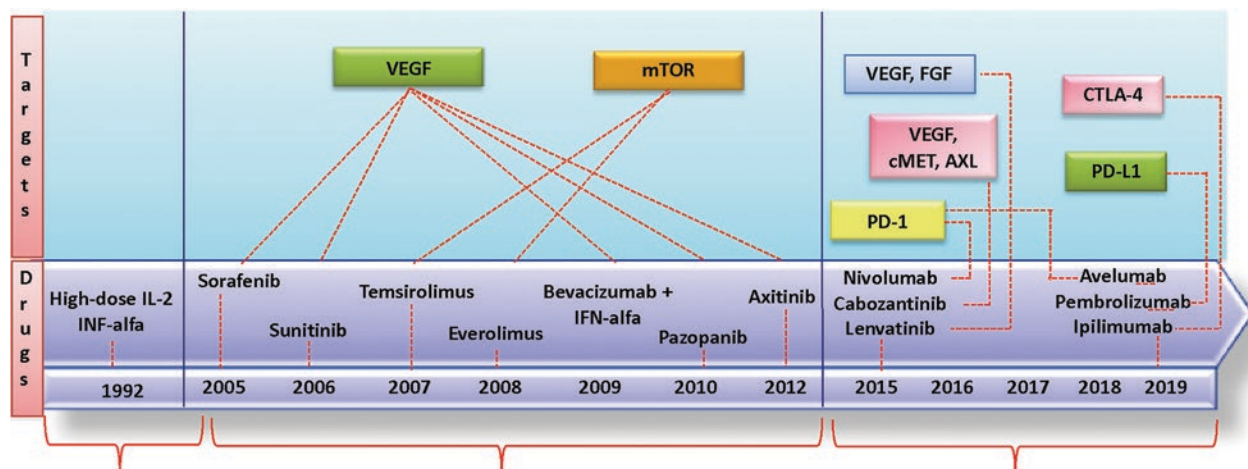 Targets
VEGF
mTOR
VEGF, FGF
VEGF,
cMET, AXL
PD-1
CTLA-4
PD-L1
Drugs
High-dose IL-2
INF-alfa
Sorafenib
Sunitinib
Temsirolimus
Everolimus
Bevacizumab +
IFN-alfa
Pazopanib
Axitinib
Nivolumab
Cabozantinib
Lenvatinib
Avelumab
Pembrolizumab
Ipilimumab
1992
2005
2006
2007
2008
2009
2010
2012
2015
2016
2017
2018
2019